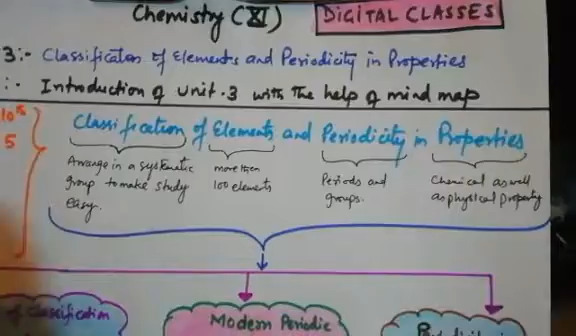 Chemistry (XI) DIGITAL CLASSES
3:- Classification of Elements and Periodicity in Properties
:- Introduction of unit.3 with the help of mind map
Classification of Elements and Periodicity in Properties
5
Arrange in a systematic group to make study easy.
more then 100 elements
Periods and groups.
Chemical as well as physical property
of classification
Modern Periodic